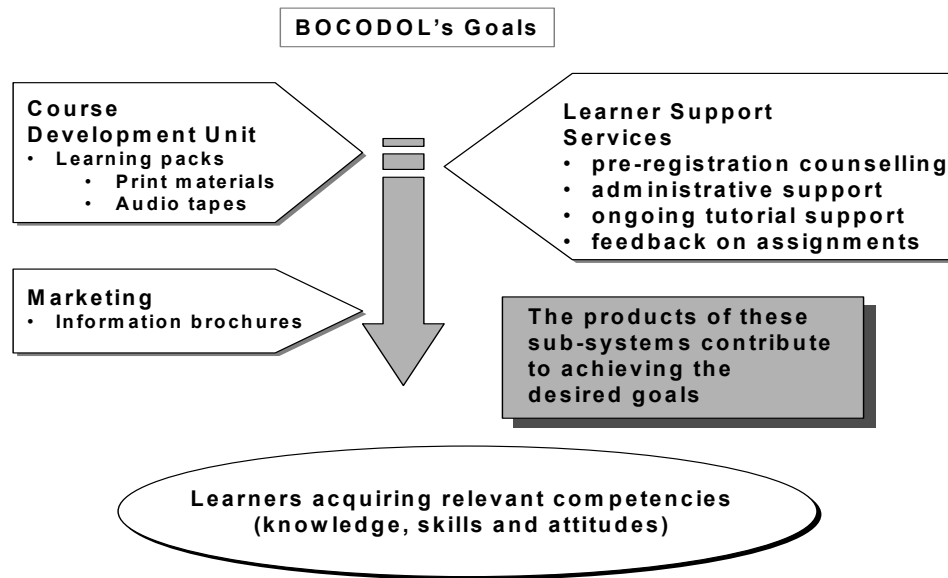 BOCODOL's Goals
Course
Development Unit
• Learning packs
• Print materials
• Audio tapes
Learner Support
Services
• pre-registration counselling
• administrative support
• ongoing tutorial support
• feedback on assignments
Marketing
• Information brochures
The products of these
sub-systems contribute
to achieving the
desired goals
Learners acquiring relevant competencies
(knowledge, skills and attitudes)